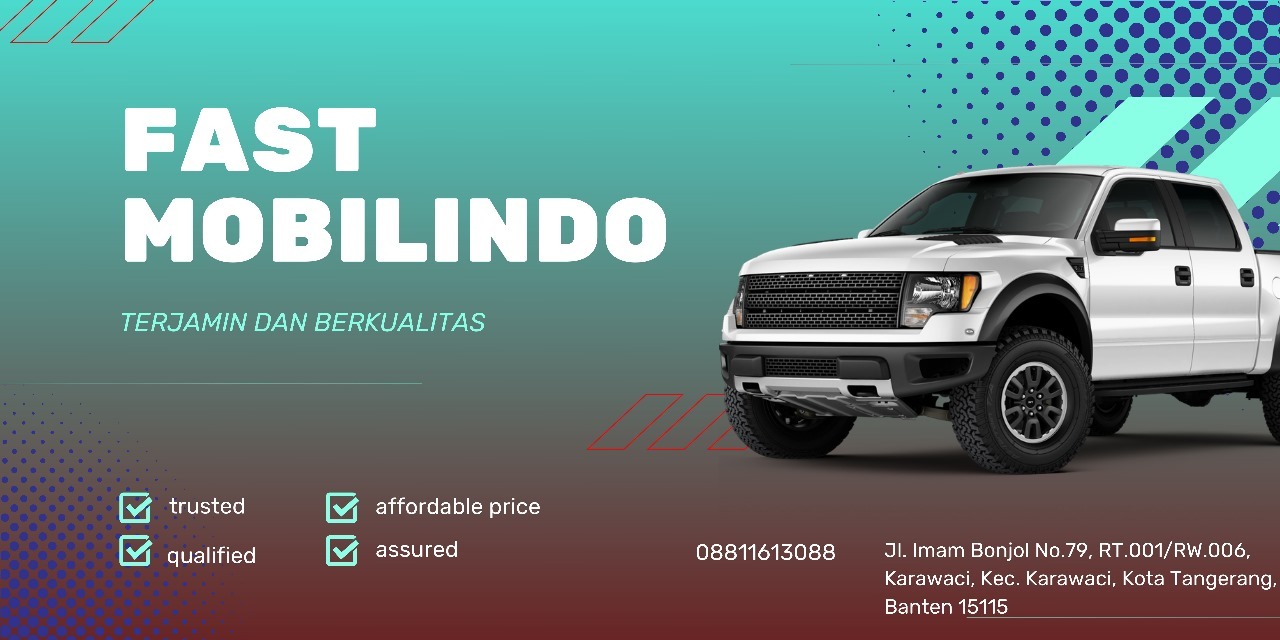 FAST
MOBILINDO
TERJAMIN DAN BERKUALITAS
trusted
affordable price
qualified
assured
08811613088
Jl. Imam Bonjol No.79, RT.001/RW.006,
Karawaci, Kec. Karawaci, Kota Tangerang,
Banten 15115